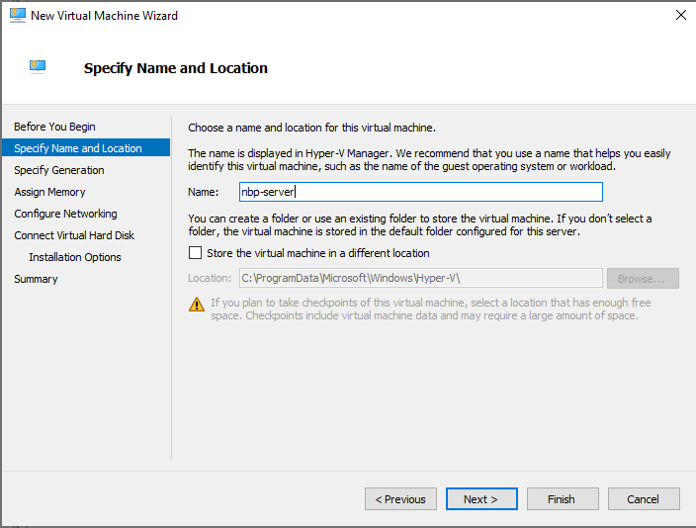 New Virtual Machine Wizard
Specify Name and Location
Before You Begin
Specify Name and Location
Specify Generation
Assign Memory
Configure Networking
Connect Virtual Hard Disk
Installation Options
Summary
Choose a name and location for this virtual machine.
The name is displayed in Hyper-V Manager. We recommend that you use a name that helps you easily
identify this virtual machine, such as the name of the guest operating system or workload.
Name: nbp-server
You can create a folder or use an existing folder to store the virtual machine. If you don't select a
folder, the virtual machine is stored in the default folder configured for this server.
Store the virtual machine in a different location
Location: C:\ProgramData\Microsoft\Windows\Hyper-V\ Browse...
If you plan to take checkpoints of this virtual machine, select a location that has enough free
space. Checkpoints include virtual machine data and may require a large amount of space.
< Previous Next > Finish Cancel